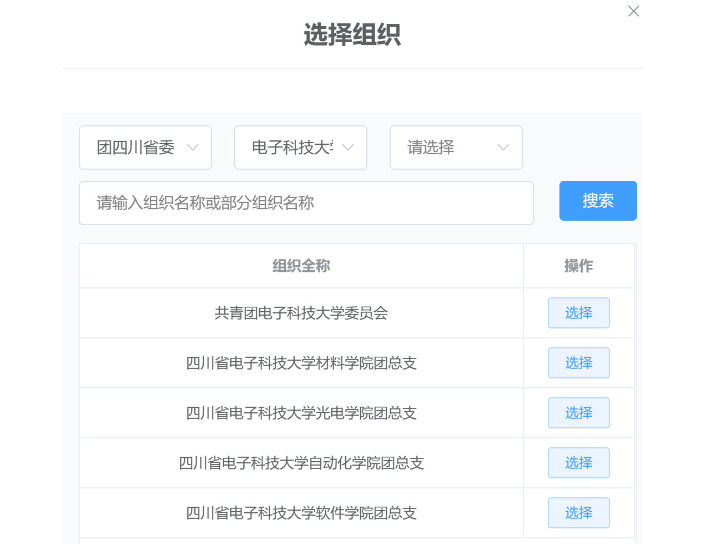 选择组织
团四川省委
电子科技大
请选择
请输入组织名称或部分组织名称
搜索
组织全称 操作
共青团电子科技大学委员会 选择
四川省电子科技大学材料学院团总支 选择
四川省电子科技大学光电学院团总支 选择
四川省电子科技大学自动化学院团总支 选择
四川省电子科技大学软件学院团总支 选择